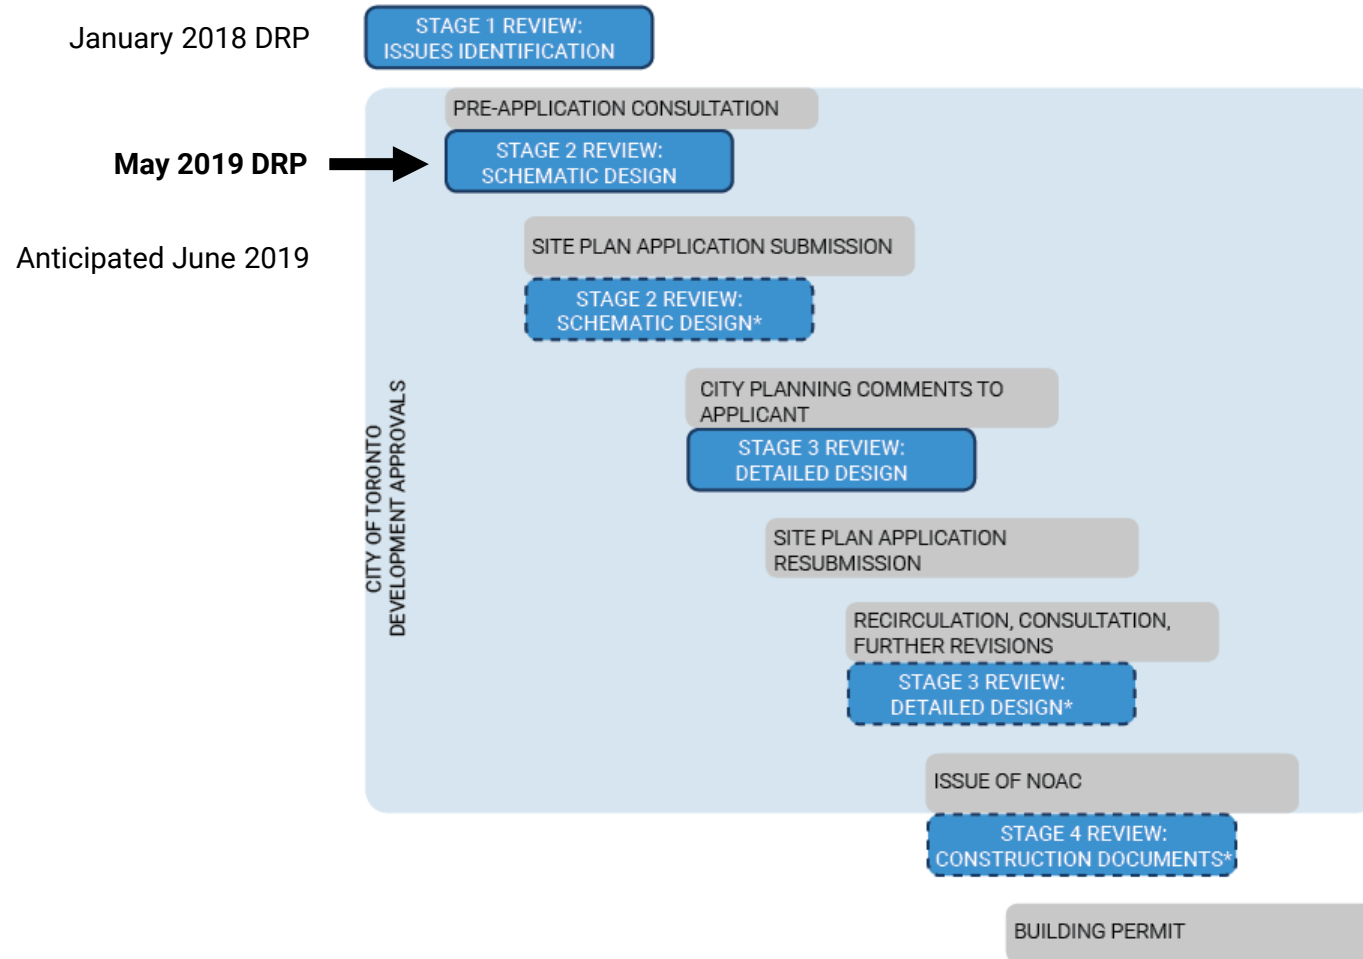 January 2018 DRP
STAGE 1 REVIEW:
ISSUES IDENTIFICATION
PRE-APPLICATION CONSULTATION
May 2019 DRP
STAGE 2 REVIEW:
SCHEMATIC DESIGN
Anticipated June 2019
SITE PLAN APPLICATION SUBMISSION
STAGE 2 REVIEW:
SCHEMATIC DESIGN*
CITY OF TORONTO
DEVELOPMENT APPROVALS
CITY PLANNING COMMENTS TO
APPLICANT
STAGE 3 REVIEW:
DETAILED DESIGN
SITE PLAN APPLICATION
RESUBMISSION
RECIRCULATION, CONSULTATION,
FURTHER REVISIONS
STAGE 3 REVIEW:
DETAILED DESIGN*
ISSUE OF NOAC
STAGE 4 REVIEW:
CONSTRUCTION DOCUMENTS*
BUILDING PERMIT